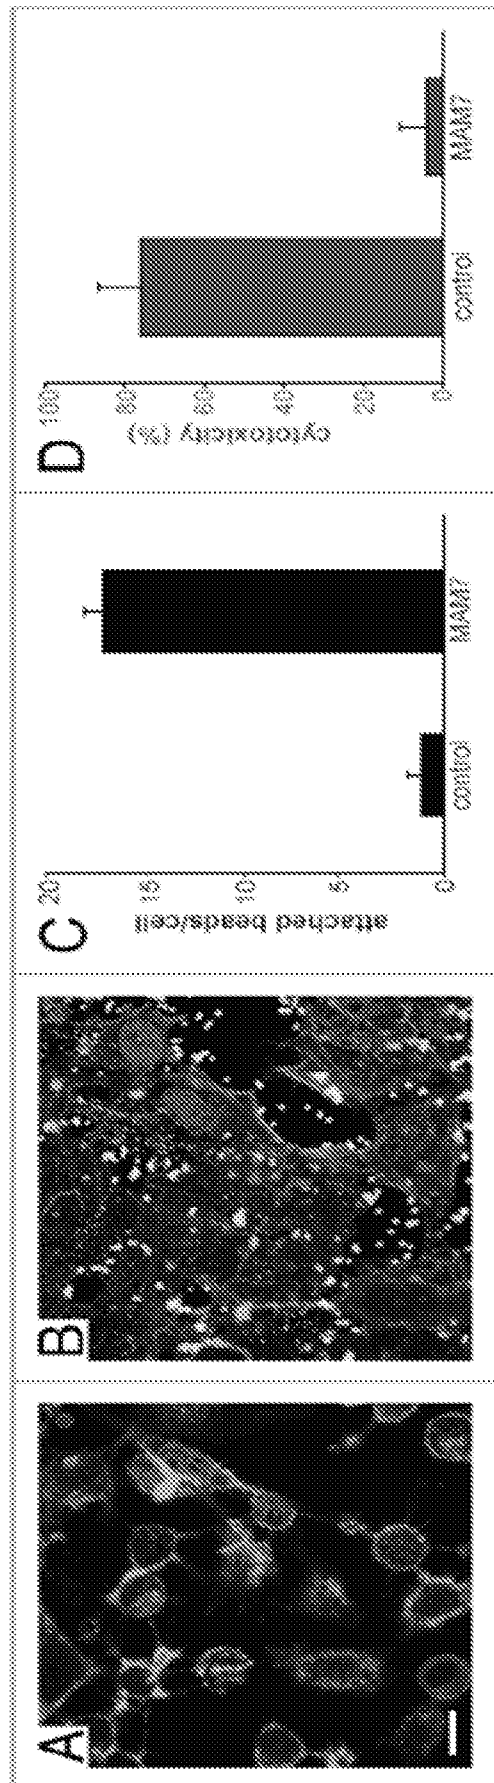 A
B
C
attached beads/cell
20
15
10
5
0
control
MAM7
D
cytotoxicity (%)
100
80
60
40
20
0
control
MAM7